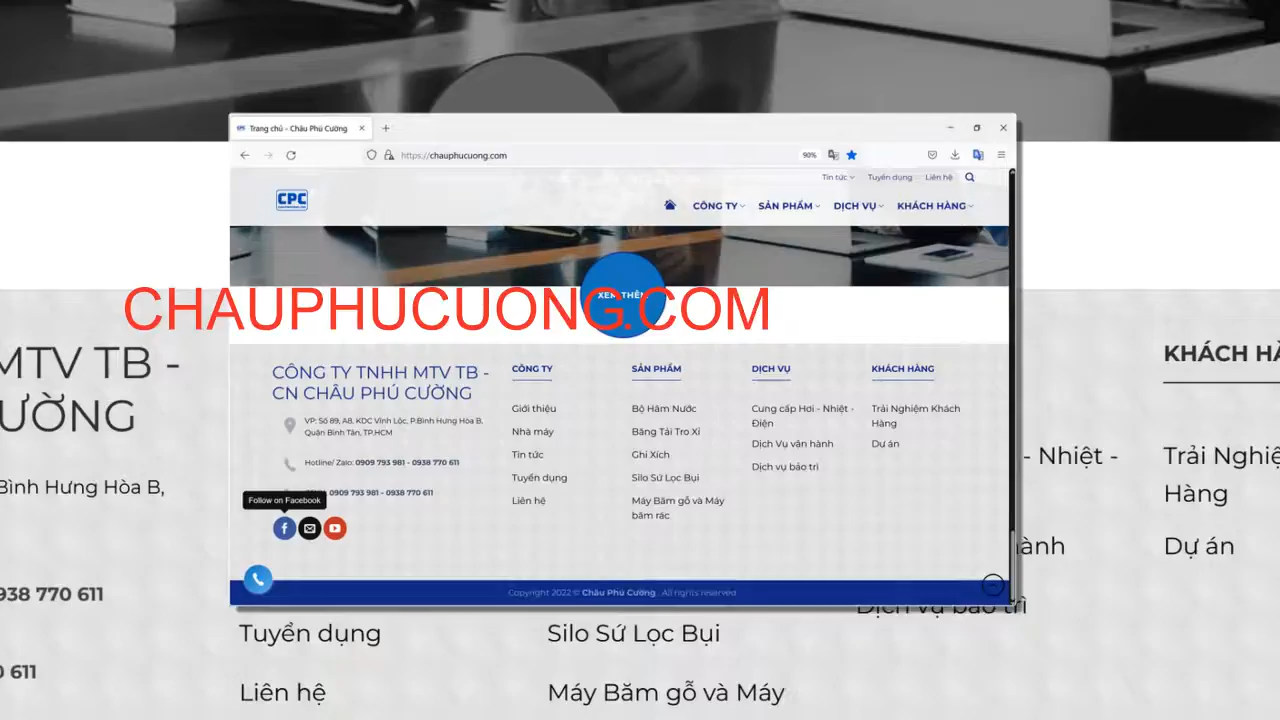 Trang chủ - Châu Phú Cường
https://chauphucuong.com
90%
Tin tức
Tuyển dụng
Liên hệ
CPC
CÔNG TY
SẢN PHẨM
DỊCH VỤ
KHÁCH HÀNG
XEM THÊM
CHAUPHUCUONG.COM
CÔNG TY TNHH MTV TB -
CN CHÂU PHÚ CƯỜNG
VP: Số 89, A8, KDC Vĩnh Lộc, P.Bình Hưng Hòa B,
Quận Bình Tân, TP.HCM
Hotline/ Zalo: 0909 793 981 - 0938 770 611
0909 793 981 - 0938 770 611
Follow on Facebook
CÔNG TY
Giới thiệu
Nhà máy
Tin tức
Tuyển dụng
Liên hệ
SẢN PHẨM
Bộ Hâm Nước
Băng Tải Tro Xỉ
Ghi Xích
Silo Sứ Lọc Bụi
Máy Băm gỗ và Máy
băm rác
DỊCH VỤ
Cung cấp Hơi - Nhiệt -
Điện
Dịch Vụ vận hành
Dịch vụ bảo trì
KHÁCH HÀNG
Trải Nghiệm Khách
Hàng
Dự án
Copyright 2022 © Châu Phú Cường . All rights reserved
MTV TB -
ƯỜNG
Bình Hưng Hòa B,
938 770 611
0 611
Tuyển dụng
Liên hệ
Silo Sứ Lọc Bụi
Máy Băm gỗ và Máy
- Nhiệt -
hành
Dịch vụ bảo trì
KHÁCH HÀ
Trải Nghiệ
Hàng
Dự án